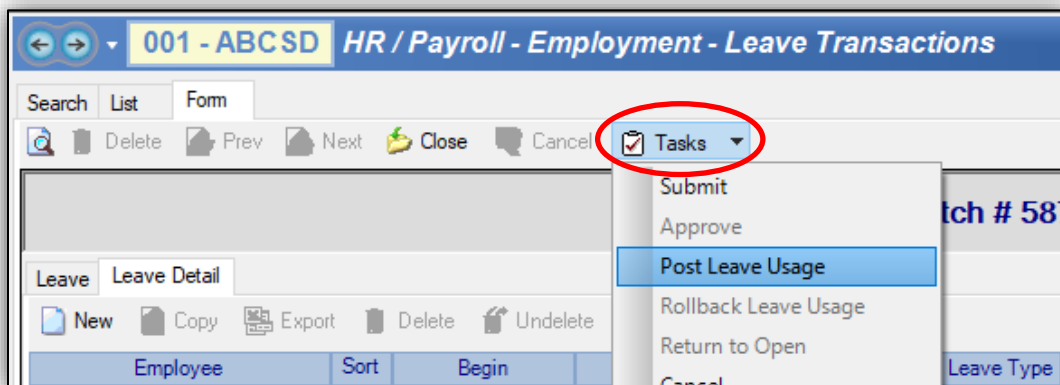 001 - ABCSD HR / Payroll - Employment - Leave Transactions
Search List Form
Delete Prev Next Close Cancel Tasks
Submit
tch # 58
Approve
Leave Leave Detail
Post Leave Usage
New Copy Export Delete Undelete
Rollback Leave Usage
Return to Open
Employee Sort Begin Leave Type
Cancel